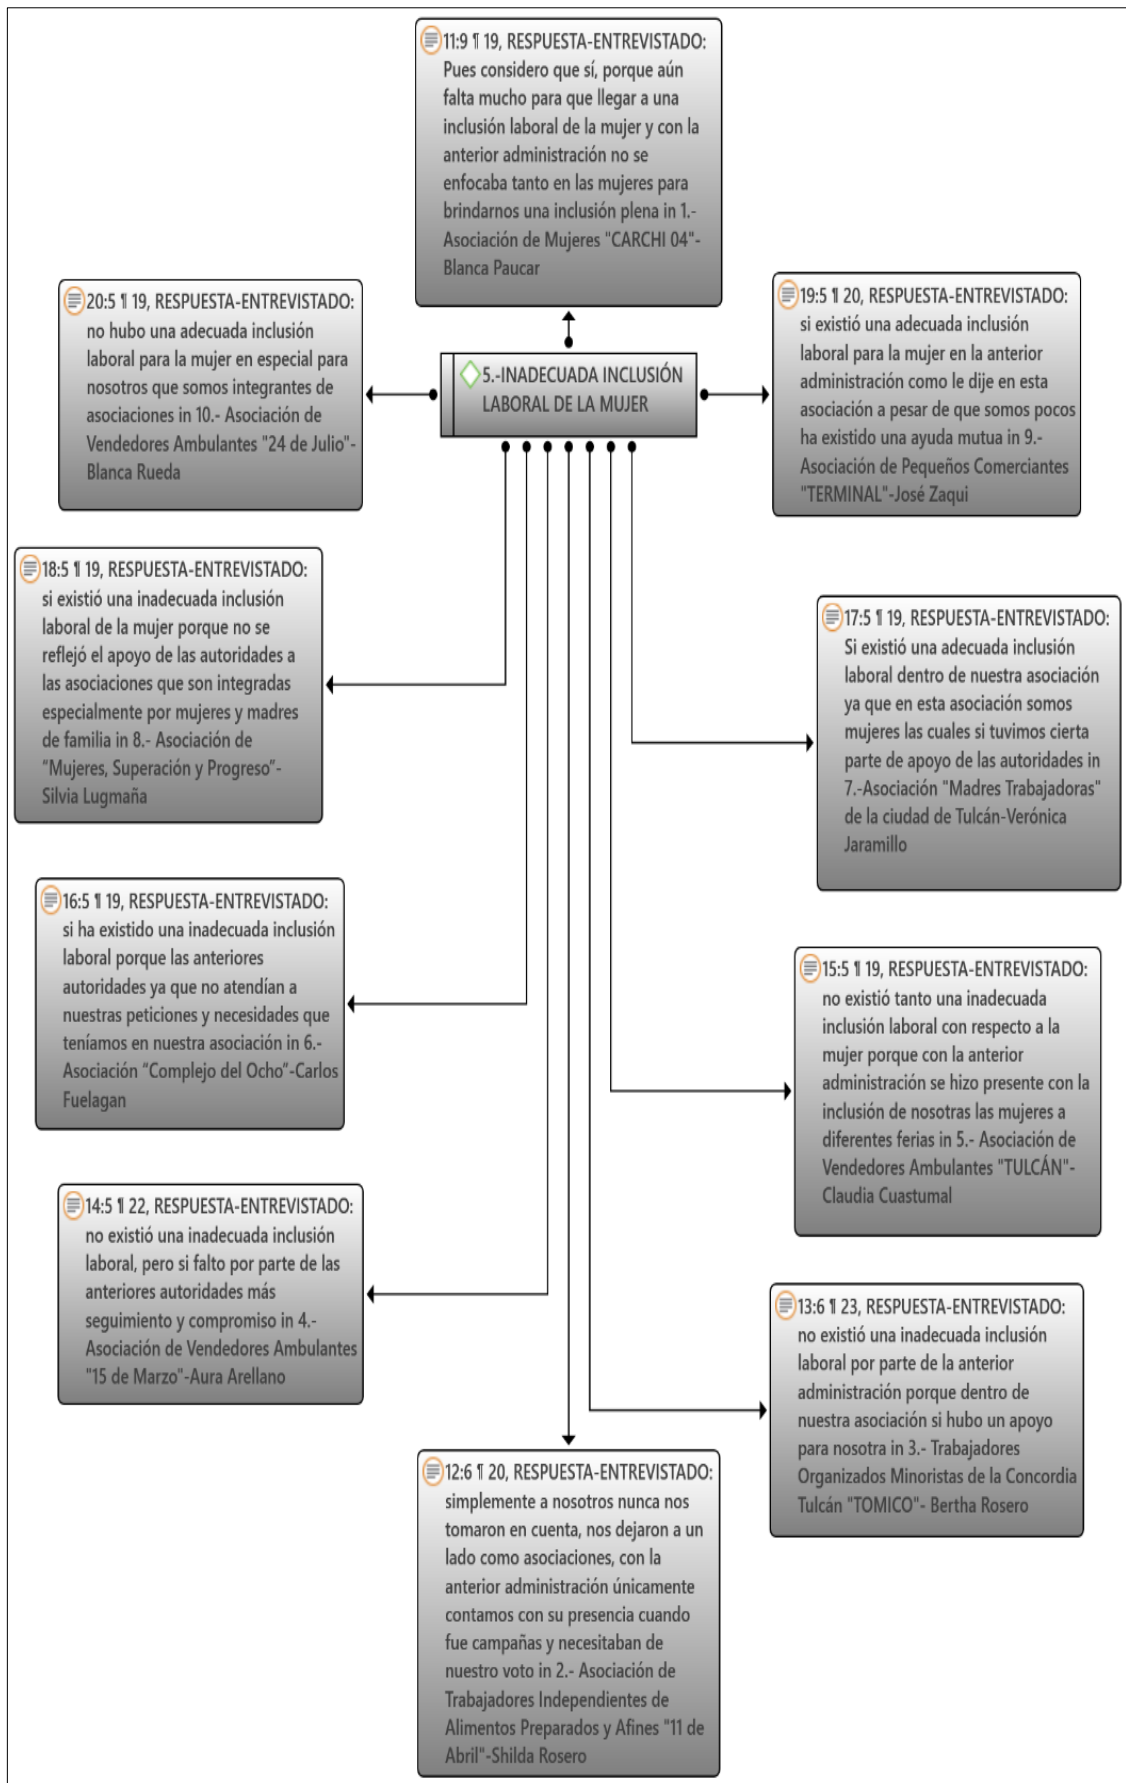 11:9 ¶ 19, RESPUESTA-ENTREVISTADO:
Pues considero que sí, porque aún
falta mucho para que llegar a una
inclusión laboral de la mujer y con la
anterior administración no se
enfocaba tanto en las mujeres para
brindarnos una inclusión plena in 1.-
Asociación de Mujeres "CARCHI 04"-
Blanca Paucar
20:5 ¶ 19, RESPUESTA-ENTREVISTADO:
no hubo una adecuada inclusión
laboral para la mujer en especial para
nosotros que somos integrantes de
asociaciones in 10.- Asociación de
Vendedores Ambulantes "24 de Julio"-
Blanca Rueda
5.-INADECUADA INCLUSIÓN
LABORAL DE LA MUJER
19:5 ¶ 20, RESPUESTA-ENTREVISTADO:
si existió una adecuada inclusión
laboral para la mujer en la anterior
administración como le dije en esta
asociación a pesar de que somos pocos
ha existido una ayuda mutua in 9.-
Asociación de Pequeños Comerciantes
"TERMINAL"-José Zaqui
18:5 ¶ 19, RESPUESTA-ENTREVISTADO:
si existió una inadecuada inclusión
laboral de la mujer porque no se
reflejó el apoyo de las autoridades a
las asociaciones que son integradas
especialmente por mujeres y madres
de familia in 8.- Asociación de
“Mujeres, Superación y Progreso”-
Silvia Lugmaña
17:5 ¶ 19, RESPUESTA-ENTREVISTADO:
Si existió una adecuada inclusión
laboral dentro de nuestra asociación
ya que en esta asociación somos
mujeres las cuales si tuvimos cierta
parte de apoyo de las autoridades in
7.-Asociación "Madres Trabajadoras"
de la ciudad de Tulcán-Verónica
Jaramillo
16:5 ¶ 19, RESPUESTA-ENTREVISTADO:
si ha existido una inadecuada inclusión
laboral porque las anteriores
autoridades ya que no atendían a
nuestras peticiones y necesidades que
teníamos en nuestra asociación in 6.-
Asociación “Complejo del Ocho”-Carlos
Fuelagan
15:5 ¶ 19, RESPUESTA-ENTREVISTADO:
no existió tanto una inadecuada
inclusión laboral con respecto a la
mujer porque con la anterior
administración se hizo presente con la
inclusión de nosotras las mujeres a
diferentes ferias in 5.- Asociación de
Vendedores Ambulantes "TULCÁN"-
Claudia Cuastumal
14:5 ¶ 22, RESPUESTA-ENTREVISTADO:
no existió una inadecuada inclusión
laboral, pero si falto por parte de las
anteriores autoridades más
seguimiento y compromiso in 4.-
Asociación de Vendedores Ambulantes
"15 de Marzo"-Aura Arellano
13:6 ¶ 23, RESPUESTA-ENTREVISTADO:
no existió una inadecuada inclusión
laboral por parte de la anterior
administración porque dentro de
nuestra asociación si hubo un apoyo
para nosotra in 3.- Trabajadores
Organizados Minoristas de la Concordia
Tulcán "TOMICO"- Bertha Rosero
12:6 ¶ 20, RESPUESTA-ENTREVISTADO:
simplemente a nosotros nunca nos
tomaron en cuenta, nos dejaron a un
lado como asociaciones, con la
anterior administración únicamente
contamos con su presencia cuando
fue campañas y necesitaban de
nuestro voto in 2.- Asociación de
Trabajadores Independientes de
Alimentos Preparados y Afines "11 de
Abril"-Shilda Rosero